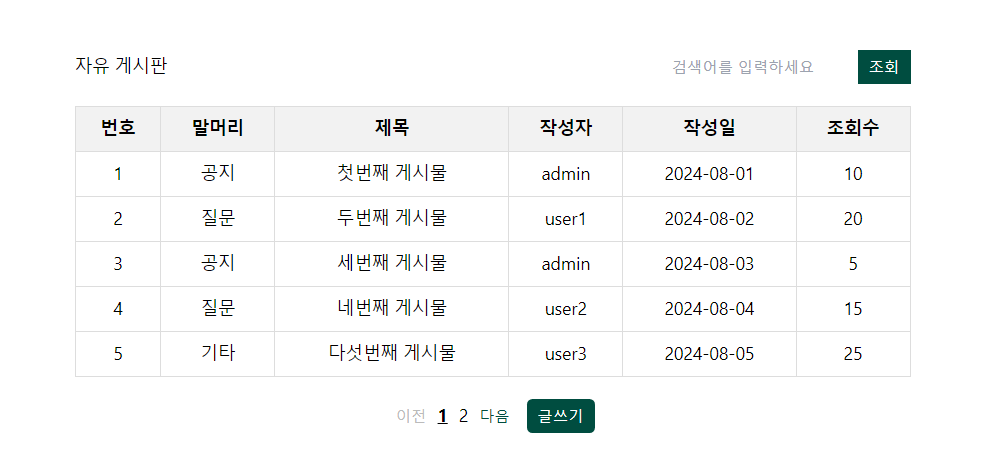 자유 게시판 검색어를 입력하세요 조회
번호 말머리 제목 작성자 작성일 조회수
1 공지 첫번째 게시물 admin 2024-08-01 10
2 질문 두번째 게시물 user1 2024-08-02 20
3 공지 세번째 게시물 admin 2024-08-03 5
4 질문 네번째 게시물 user2 2024-08-04 15
5 기타 다섯번째 게시물 user3 2024-08-05 25
이전 1 2 다음 글쓰기